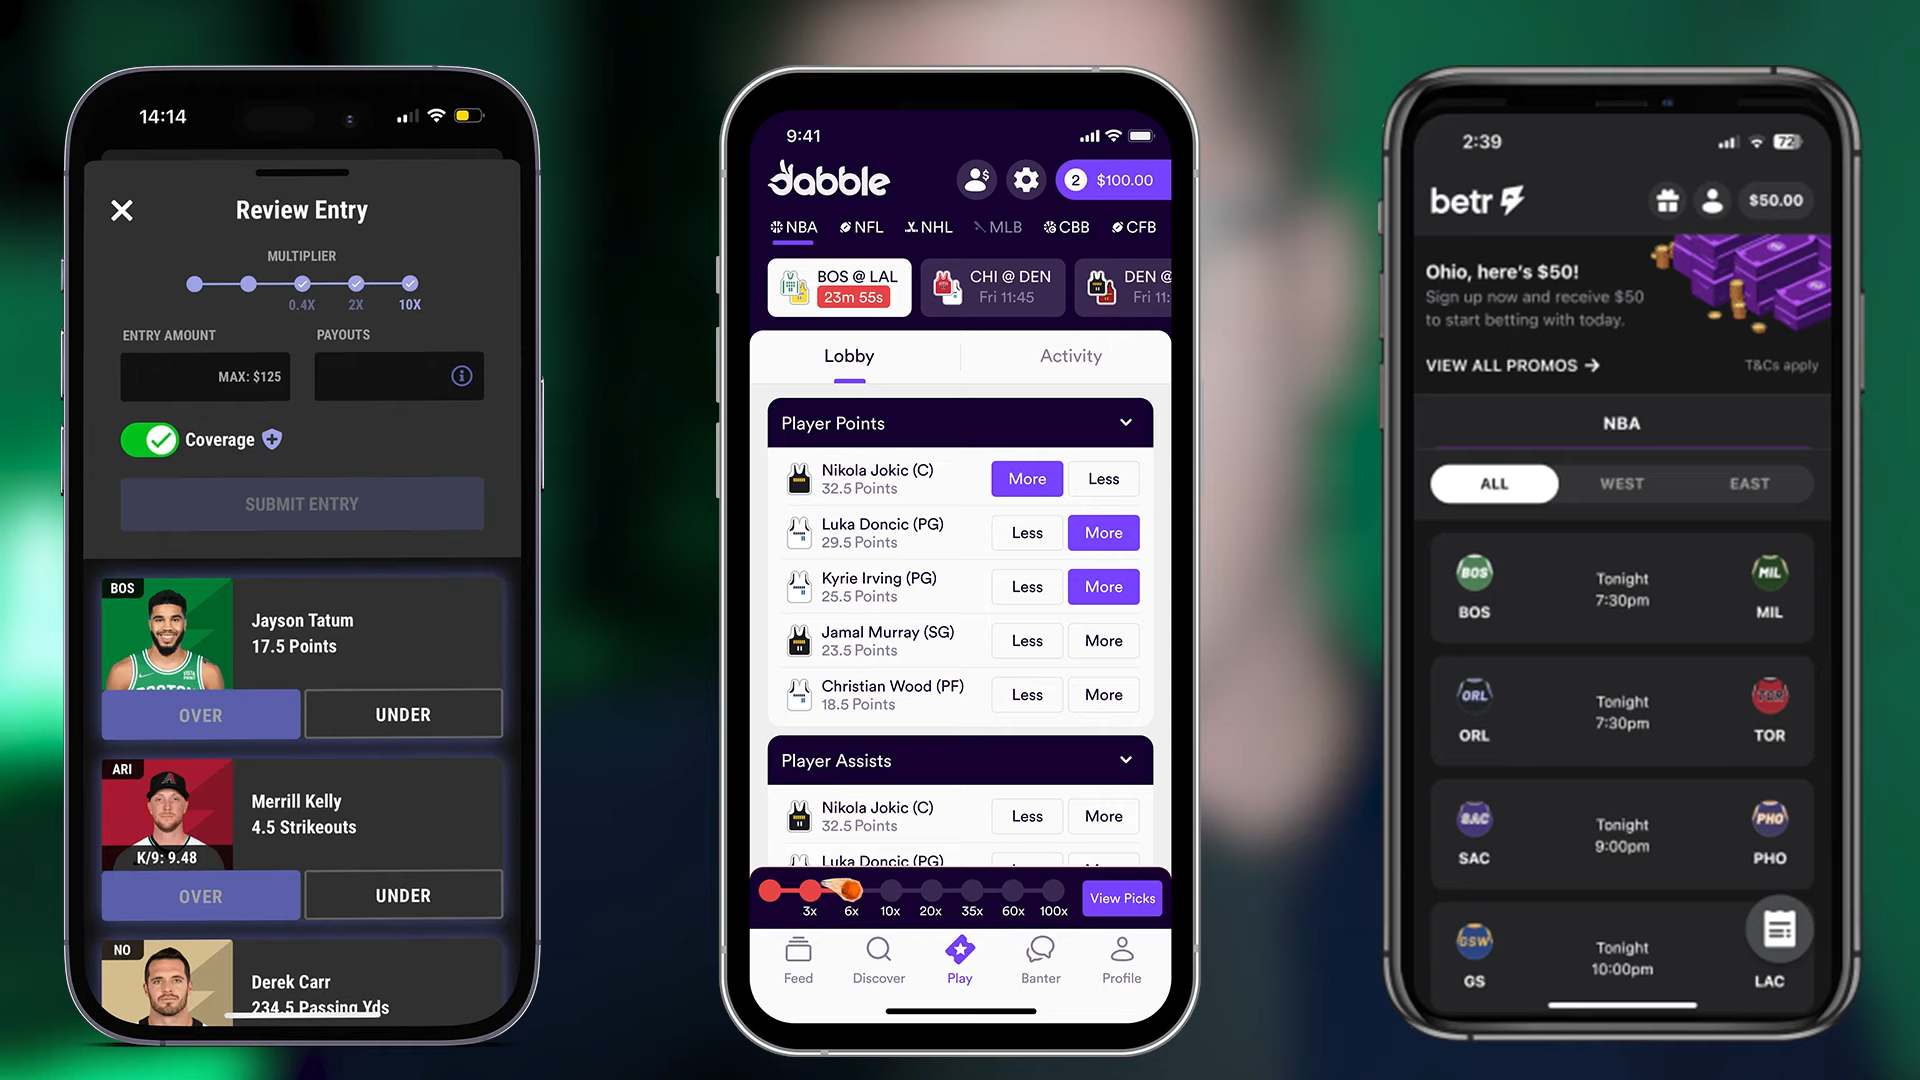 14:14
Review Entry
MULTIPLIER
0.4X 2X 10X
ENTRY AMOUNT PAYOUTS
MAX: $125
Coverage
SUBMIT ENTRY
BOS
Jayson Tatum
17.5 Points
OVER UNDER
ARI
Merrill Kelly
4.5 Strikeouts
K/9: 9.48
OVER UNDER
NO
Derek Carr
234.5 Passing Yds
9:41
dabble
2 $100.00
NBA NFL NHL MLB CBB CFB
BOS @ LAL
23m 55s
CHI @ DEN
Fri 11:45
DEN @
Fri 11:
Lobby Activity
Player Points
Nikola Jokic (C)
32.5 Points
More Less
Luka Doncic (PG)
29.5 Points
Less More
Kyrie Irving (PG)
25.5 Points
Less More
Jamal Murray (SG)
23.5 Points
Less More
Christian Wood (PF)
18.5 Points
Less More
Player Assists
Nikola Jokic (C)
32.5 Points
Less More
Luka Doncic (PG)
3x 6x 10x 20x 35x 60x 100x
View Picks
Feed Discover Play Banter Profile
2:39
72
betr
$50.00
Ohio, here's $50!
Sign up now and receive $50
to start betting with today.
VIEW ALL PROMOS →
T&Cs apply
NBA
ALL WEST EAST
BOS MIL
Tonight
7:30pm
BOS MIL
ORL TOR
Tonight
7:30pm
ORL TOR
SAC PHO
Tonight
9:00pm
SAC PHO
GSW
Tonight
10:00pm
GS LAC